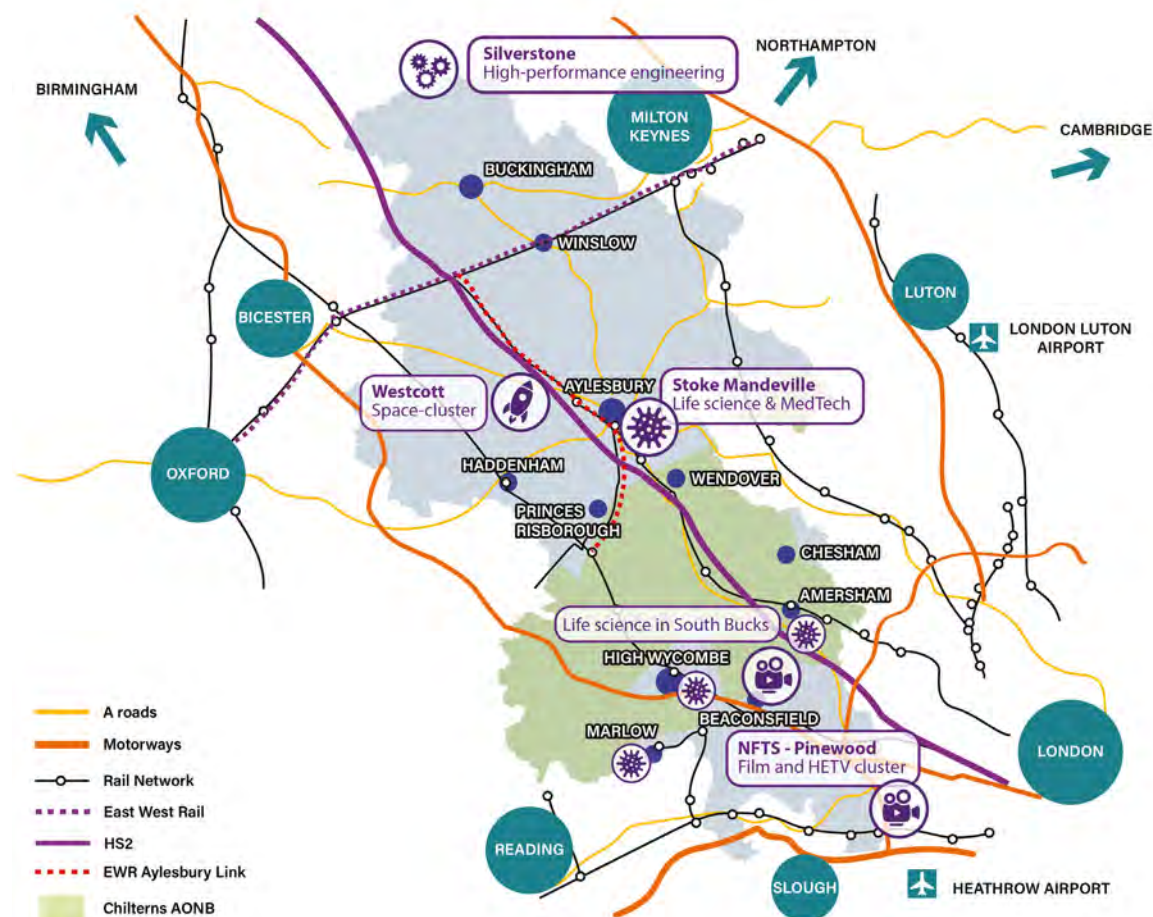 Silverstone
High-performance engineering
NORTHAMPTON
BIRMINGHAM
MILTON
KEYNES
CAMBRIDGE
BUCKINGHAM
WINSLOW
LUTON
BICESTER
LONDON LUTON
AIRPORT
Westcott
Space-cluster
AYLESBURY
Stoke Mandeville
Life science & MedTech
OXFORD
HADDENHAM
WENDOVER
PRINCES
RISBOROUGH
CHESHAM
AMERSHAM
Life science in South Bucks
HIGH WYCOMBE
BEACONSFIELD
MARLOW
NFTS - Pinewood
Film and HETV cluster
LONDON
READING
SLOUGH
HEATHROW AIRPORT
A roads
Motorways
Rail Network
East West Rail
HS2
EWR Aylesbury Link
Chilterns AONB